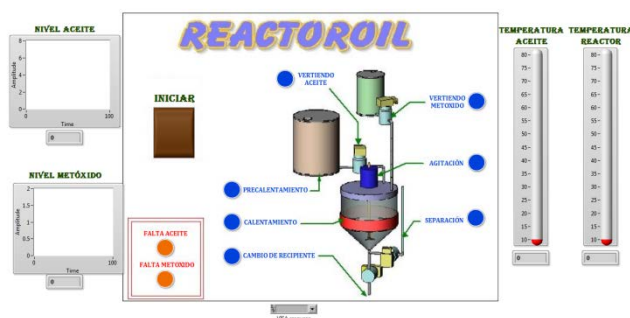 NIVEL ACEITE
8
6
4
2
0
Amplitude
0
100
Time
0
NIVEL METÓXIDO
2
1.5
1
0.5
0
Amplitude
0
100
Time
0
REACTOROIL
INICIAR
VERTIENDO
ACEITE
VERTIENDO
METOXIDO
AGITACIÓN
PRECALENTAMIENTO
CALENTAMIENTO
SEPARACIÓN
CAMBIO DE RECIPIENTE
FALTA ACEITE
FALTA METOXIDO
TEMPERATURA
ACEITE
80
75
70
65
60
55
50
45
40
35
30
25
20
15
10
0
TEMPERATURA
REACTOR
80
75
70
65
60
55
50
45
40
35
30
25
20
15
10
0